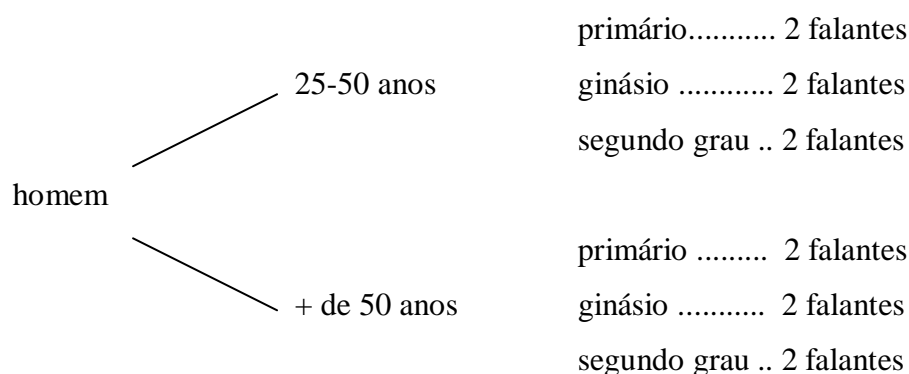 primário........... 2 falantes
25-50 anos ginásio ............ 2 falantes
segundo grau .. 2 falantes
homem
primário ......... 2 falantes
+ de 50 anos ginásio ........... 2 falantes
segundo grau .. 2 falantes